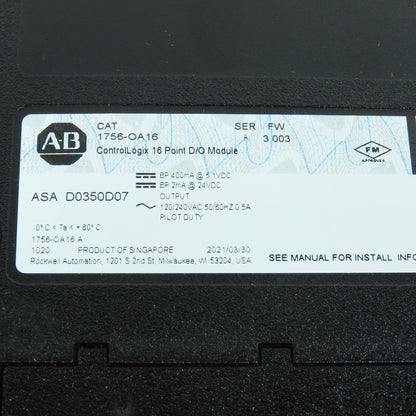 AB
CAT
1756-OA16
ControlLogix 16 Point D/O Module
SER FW
A 3.003
FM
APPROVED
BP 400mA @ 5.1VDC
BP 2mA @ 24VDC
OUTPUT
120/240VAC 50/60HZ 0.5A
PILOT DUTY
ASA D0350D07
0° C < Ta < + 60° C
1756-OA16 A
1020 PRODUCT OF SINGAPORE 2021/03/30
Rockwell Automation, 1201 S 2nd St, Milwaukee, WI 53204, USA
SEE MANUAL FOR INSTALL INFO